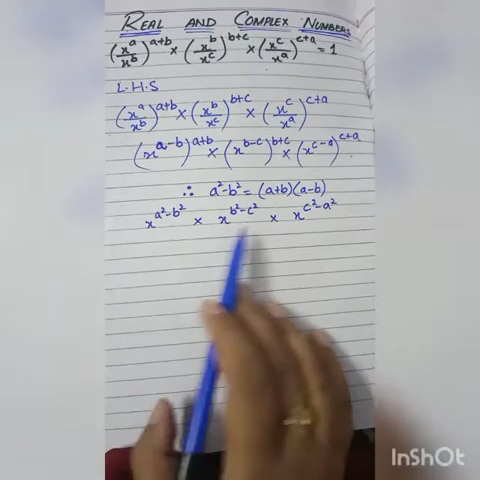 REAL AND COMPLEX NUMBERS
(x^a/x^b)^a+b × (x^b/x^c)^b+c × (x^c/x^a)^c+a = 1
L.H.S
(x^a/x^b)^a+b × (x^b/x^c)^b+c × (x^c/x^a)^c+a
(x^a-b)^a+b × (x^b-c)^b+c × (x^c-a)^c+a
∴ a²-b² = (a+b)(a-b)
x^a²-b² × x^b²-c² × x^c²-a²
InShOt